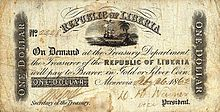 REPUBLIC OF LIBERIA
No.
On Demand at the Treasury Department,
the Treasurer of the REPUBLIC OF LIBERIA
will pay to Bearer, in Gold or Silver Coin
ONE DOLLAR
Monrovia 1862
Secretary of the Treasury.
President.
ONE DOLLAR
ONE DOLLAR